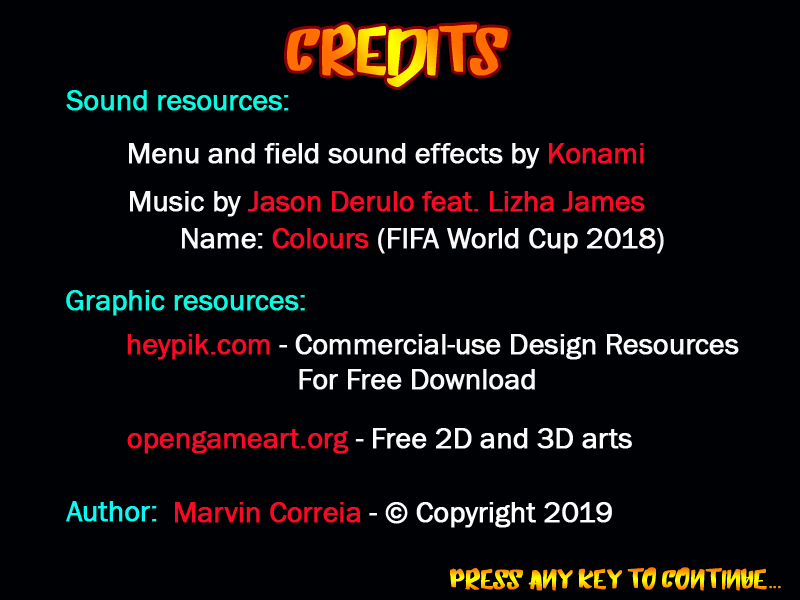 CREDITS
Sound resources:
Menu and field sound effects by Konami
Music by Jason Derulo feat. Lizha James
Name: Colours (FIFA World Cup 2018)
Graphic resources:
heypik.com - Commercial-use Design Resources
For Free Download
opengameart.org - Free 2D and 3D arts
Author: Marvin Correia - © Copyright 2019
PRESS ANY KEY TO CONTINUE...